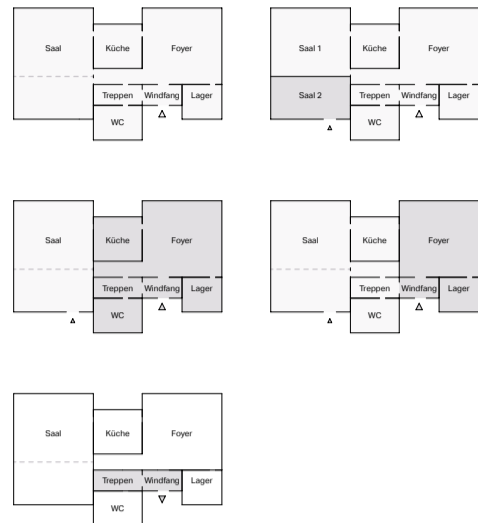 Saal Küche Foyer
Treppen Windfang Lager
WC
Saal 1 Küche Foyer
Saal 2 Treppen Windfang Lager
WC
Saal Küche Foyer
Treppen Windfang Lager
WC
Saal Küche Foyer
Treppen Windfang Lager
WC
Saal Küche Foyer
Treppen Windfang Lager
WC